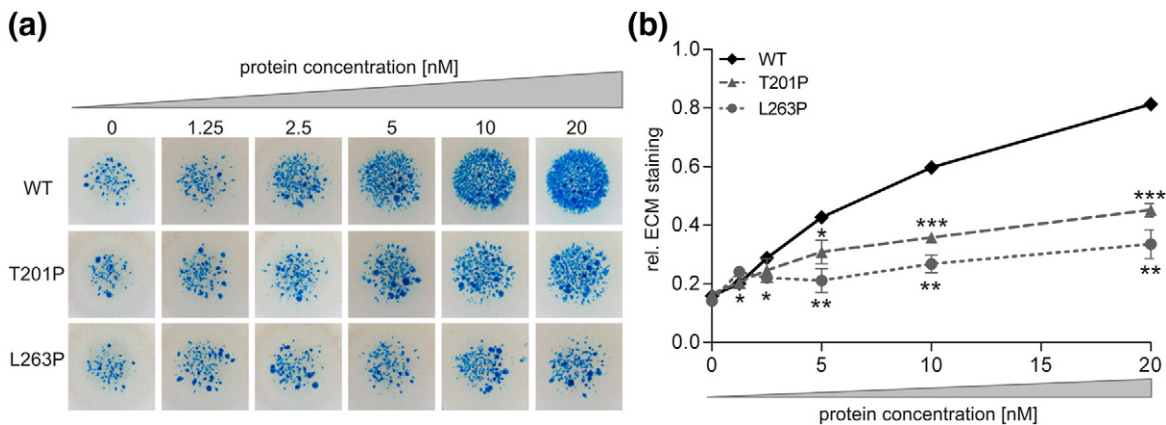 (a)
protein concentration [nM]
0 1.25 2.5 5 10 20
WT
T201P
L263P
(b)
WT
T201P
L263P
rel. ECM staining
1.0
0.8
0.6
0.4
0.2
0.0
* *** ***
* * ** ** **
0 5 10 15 20
protein concentration [nM]